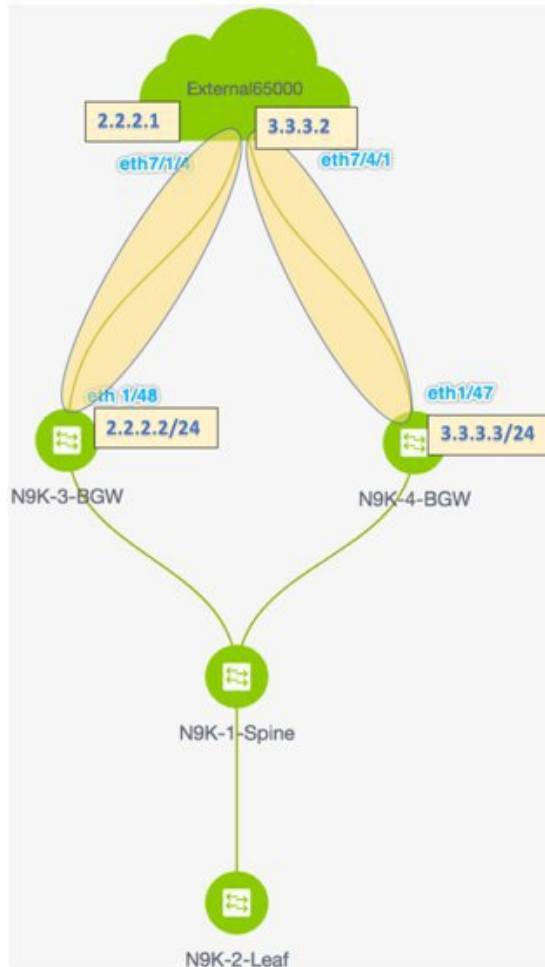 External65000
2.2.2.1
3.3.3.2
eth7/1/4
eth7/4/1
eth 1/48
eth1/47
2.2.2.2/24
3.3.3.3/24
N9K-3-BGW
N9K-4-BGW
N9K-1-Spine
N9K-2-Leaf